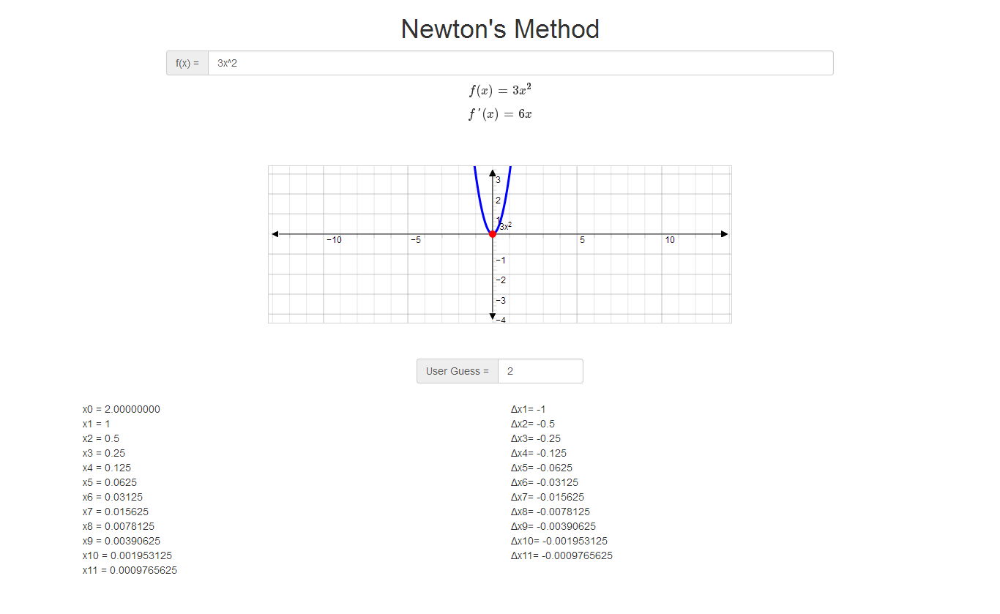 Newton's Method
f(x) = 3x^2
f(x) = 3x²
f′(x) = 6x
3
2
1
3x²
−10 −5 5 10
−1
−2
−3
−4
User Guess = 2
x0 = 2.00000000
x1 = 1
x2 = 0.5
x3 = 0.25
x4 = 0.125
x5 = 0.0625
x6 = 0.03125
x7 = 0.015625
x8 = 0.0078125
x9 = 0.00390625
x10 = 0.001953125
x11 = 0.0009765625
Δx1= -1
Δx2= -0.5
Δx3= -0.25
Δx4= -0.125
Δx5= -0.0625
Δx6= -0.03125
Δx7= -0.015625
Δx8= -0.0078125
Δx9= -0.00390625
Δx10= -0.001953125
Δx11= -0.0009765625